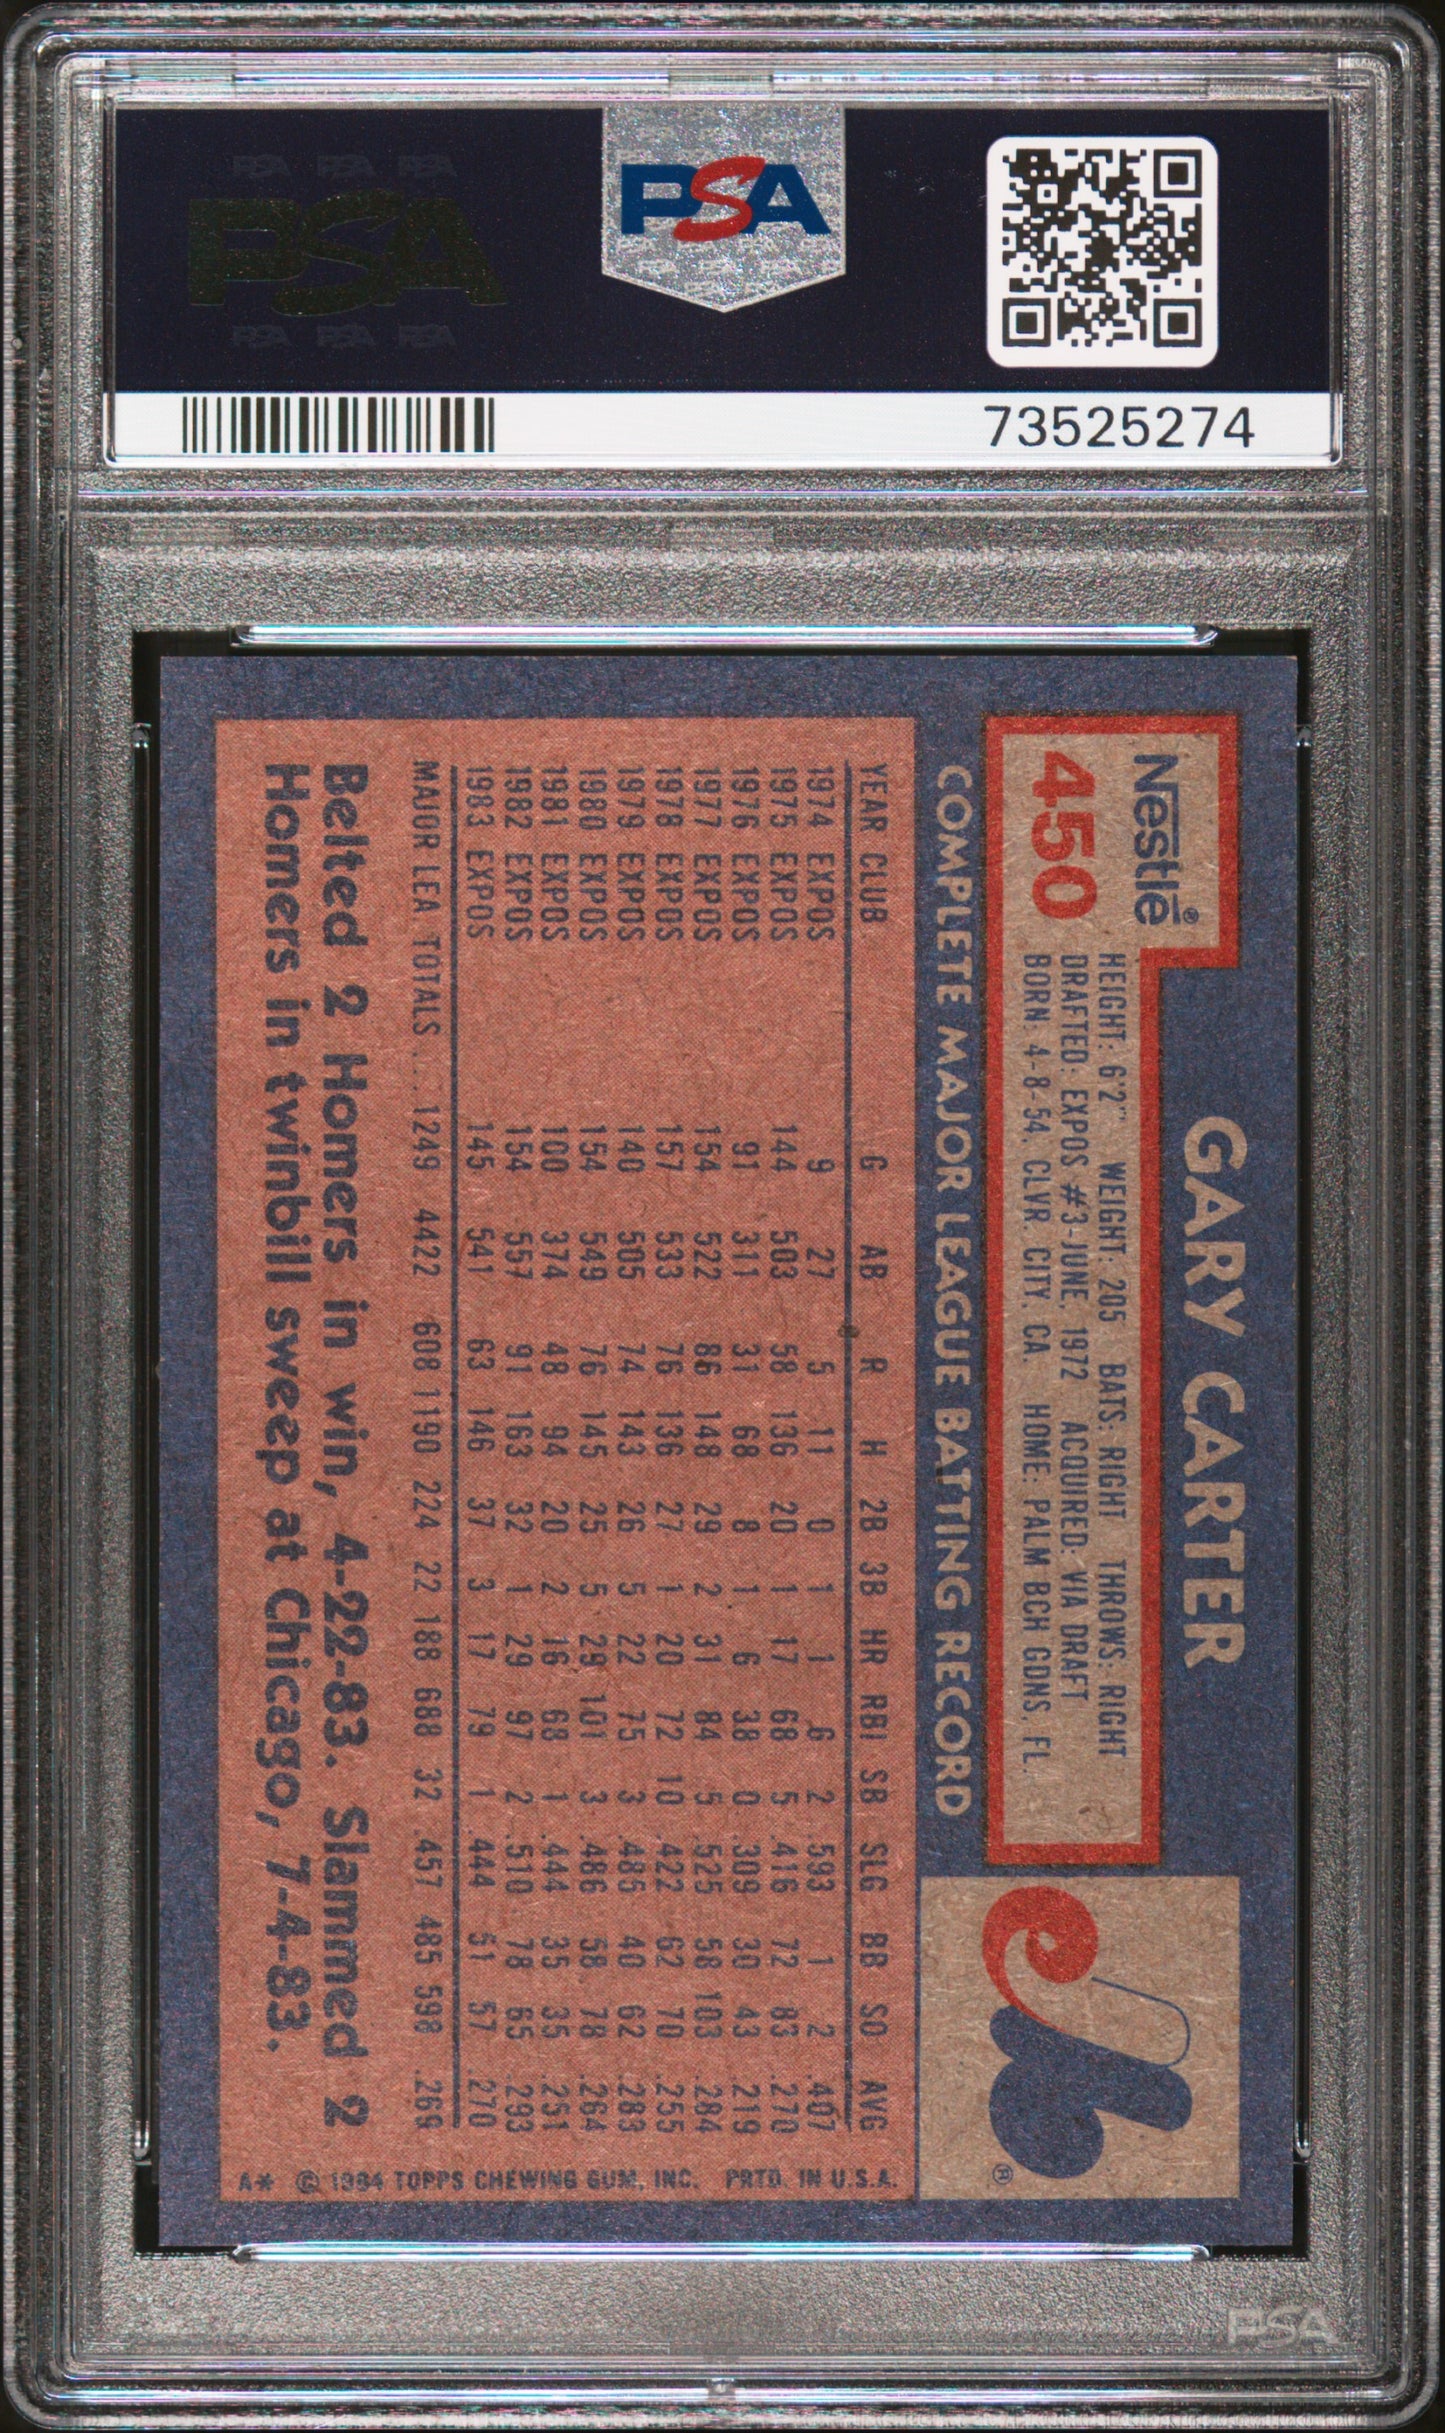 PSA PSA PSA
PSA
PSA PSA PSA
PSA
73525274
Nestlé®
450
GARY CARTER
HEIGHT: 6'2" WEIGHT: 205 BATS: RIGHT THROWS: RIGHT
DRAFTED: EXPOS #3-JUNE, 1972 ACQUIRED: VIA DRAFT
BORN: 4-8-54, CLVR. CITY, CA. HOME: PALM BCH GDNS, FL.
®
COMPLETE MAJOR LEAGUE BATTING RECORD
YEAR CLUB G AB R H 2B 3B HR RBI SB SLG BB SO AVG
1974 EXPOS 9 27 5 11 0 1 1 6 2 .593 1 2 .407
1975 EXPOS 144 503 58 136 20 1 17 68 5 .416 72 83 .270
1976 EXPOS 91 311 31 68 8 1 6 38 0 .309 30 43 .219
1977 EXPOS 154 522 86 148 29 2 31 84 5 .525 58 103 .284
1978 EXPOS 157 533 76 136 27 1 20 72 10 .422 62 70 .255
1979 EXPOS 140 505 74 143 26 5 22 75 3 .485 40 62 .283
1980 EXPOS 154 549 76 145 25 5 29 101 3 .486 58 78 .264
1981 EXPOS 100 374 48 94 20 2 16 68 1 .444 35 35 .251
1982 EXPOS 154 557 91 163 32 1 29 97 2 .510 78 65 .293
1983 EXPOS 145 541 63 146 37 3 17 79 1 .444 51 57 .270
MAJOR LEA TOTALS ... 1249 4422 608 1190 224 22 188 688 32 .457 485 598 .269
Belted 2 Homers in win, 4-22-83. Slammed 2
Homers in twinbill sweep at Chicago, 7-4-83.
A* © 1984 TOPPS CHEWING GUM, INC. PRTD. IN U.S.A.
PSA